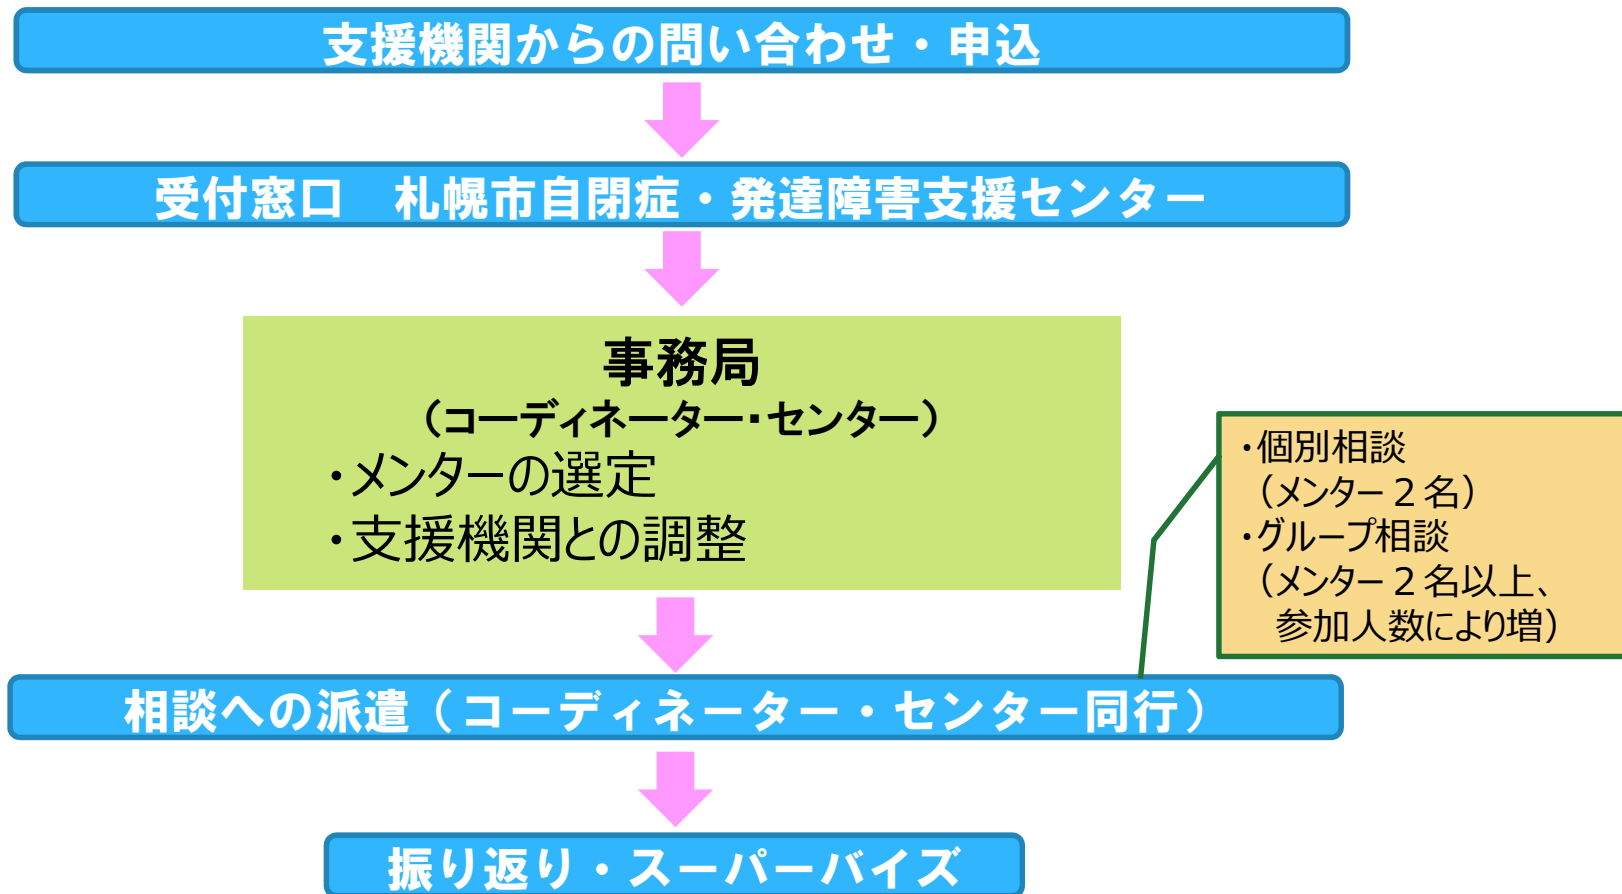 支援機関からの問い合わせ・申込
受付窓口　札幌市自閉症・発達障害支援センター
事務局
（コーディネーター・センター）
・メンターの選定
・支援機関との調整
・個別相談
（メンター２名）
・グループ相談
（メンター２名以上、
参加人数により増）
相談への派遣（コーディネーター・センター同行）
振り返り・スーパーバイズ